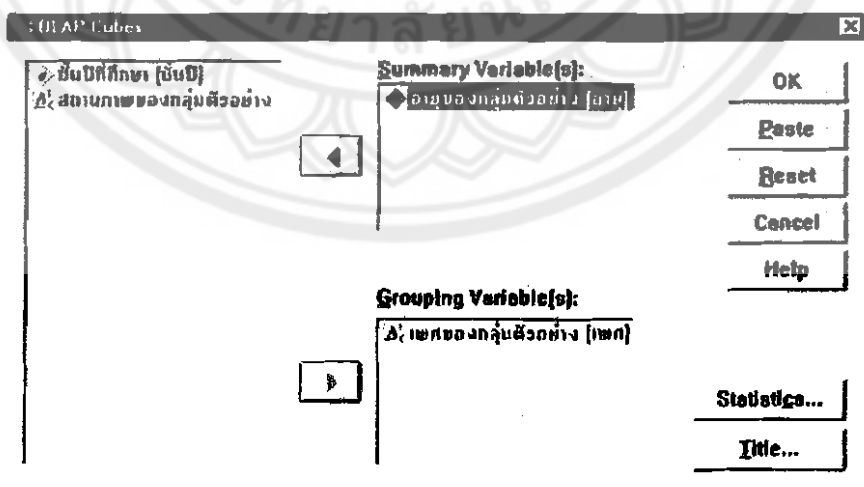 OLAP Cubes
ชั้นปีที่ศึกษา [ชั้นปี]
สถานภาพของกลุ่มตัวอย่าง
Summary Variable(s):
อายุของกลุ่มตัวอย่าง [อายุ]
OK
Paste
Reset
Cancel
Help
Grouping Variable(s):
เพศของกลุ่มตัวอย่าง [เพศ]
Statistics...
Title...